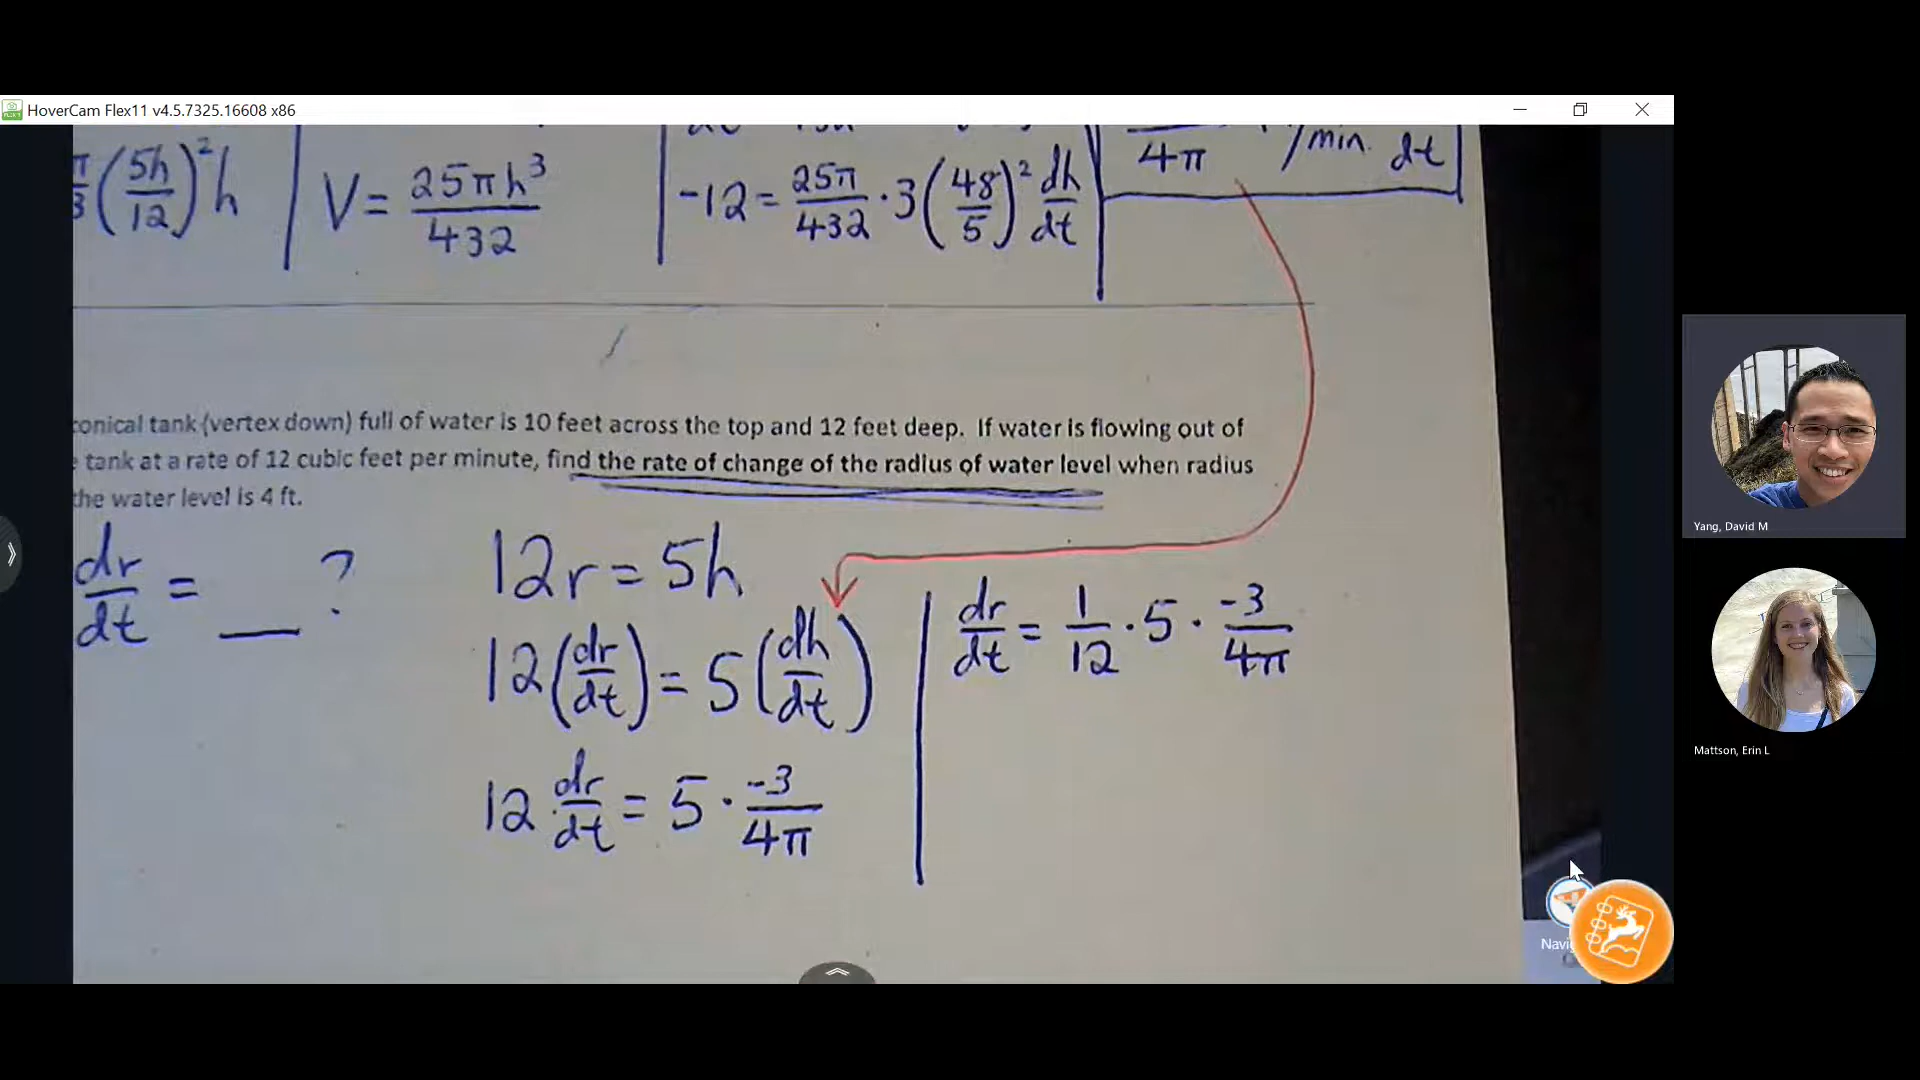 HoverCam Flex11 v4.5.7325.16608 x86
π/3 (5h/12)²h
V = 25πh³/432
-12 = 25π/432 · 3(48/5)² dh/dt
4π /min. dt
conical tank (vertex down) full of water is 10 feet across the top and 12 feet deep. If water is flowing out of
tank at a rate of 12 cubic feet per minute, find the rate of change of the radius of water level when radius
the water level is 4 ft.
dr/dt = __ ?
12r = 5h
12(dr/dt) = 5(dh/dt)
12 dr/dt = 5 · -3/4π
dr/dt = 1/12 · 5 · -3/4π
Yang, David M
Mattson, Erin L